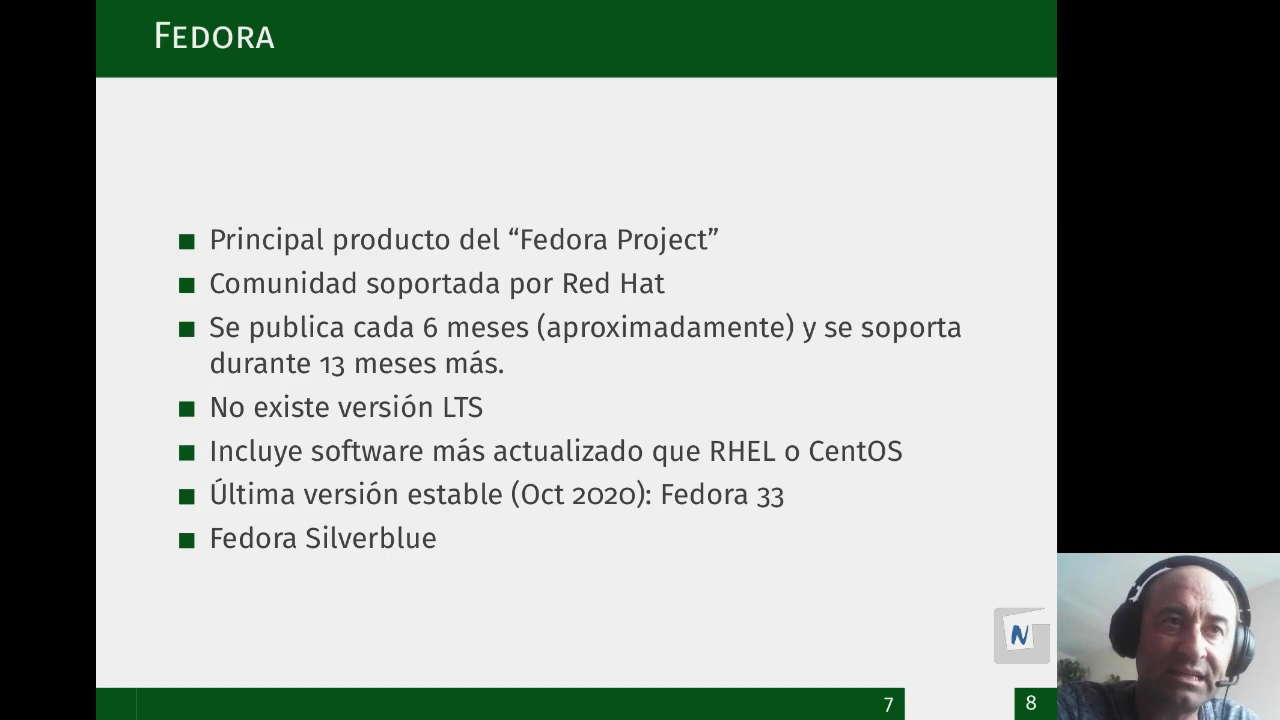 Fedora
Principal producto del “Fedora Project”
Comunidad soportada por Red Hat
Se publica cada 6 meses (aproximadamente) y se soporta
durante 13 meses más.
No existe versión LTS
Incluye software más actualizado que RHEL o CentOS
Última versión estable (Oct 2020): Fedora 33
Fedora Silverblue
N
7
8